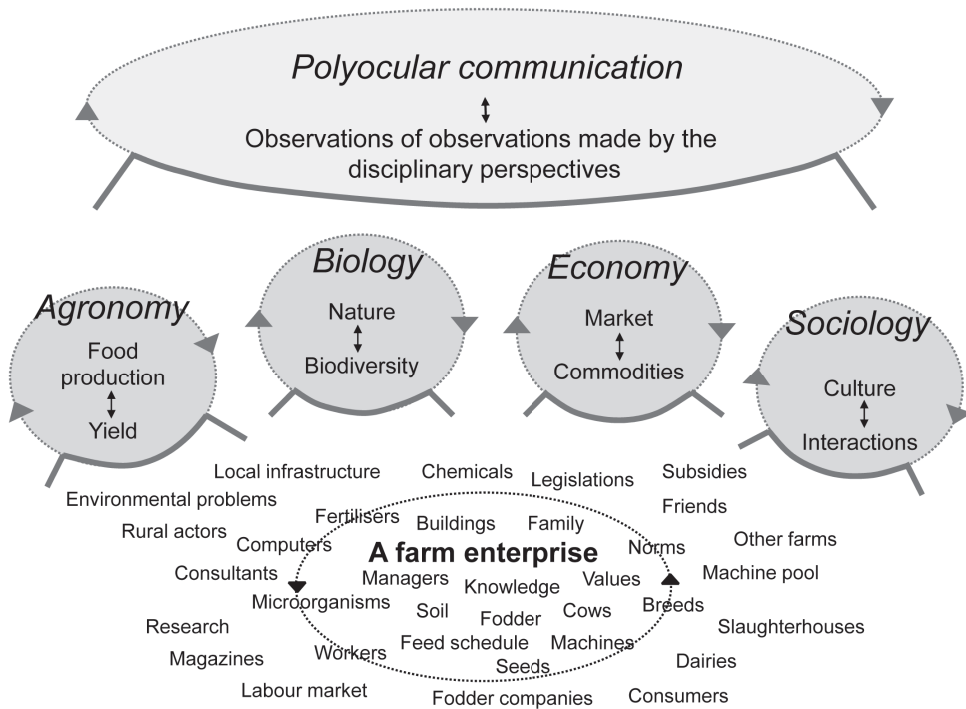 Polyocular communication
Observations of observations made by the
disciplinary perspectives
Agronomy
Food
production
Yield
Biology
Nature
Biodiversity
Economy
Market
Commodities
Sociology
Culture
Interactions
Local infrastructure
Chemicals
Legislations
Subsidies
Environmental problems
Friends
Rural actors
Fertilisers
Buildings
Family
Computers
A farm enterprise
Norms
Other farms
Consultants
Managers
Knowledge
Values
Machine pool
Microorganisms
Soil
Fodder
Cows
Breeds
Research
Feed schedule
Machines
Slaughterhouses
Magazines
Workers
Seeds
Dairies
Labour market
Fodder companies
Consumers